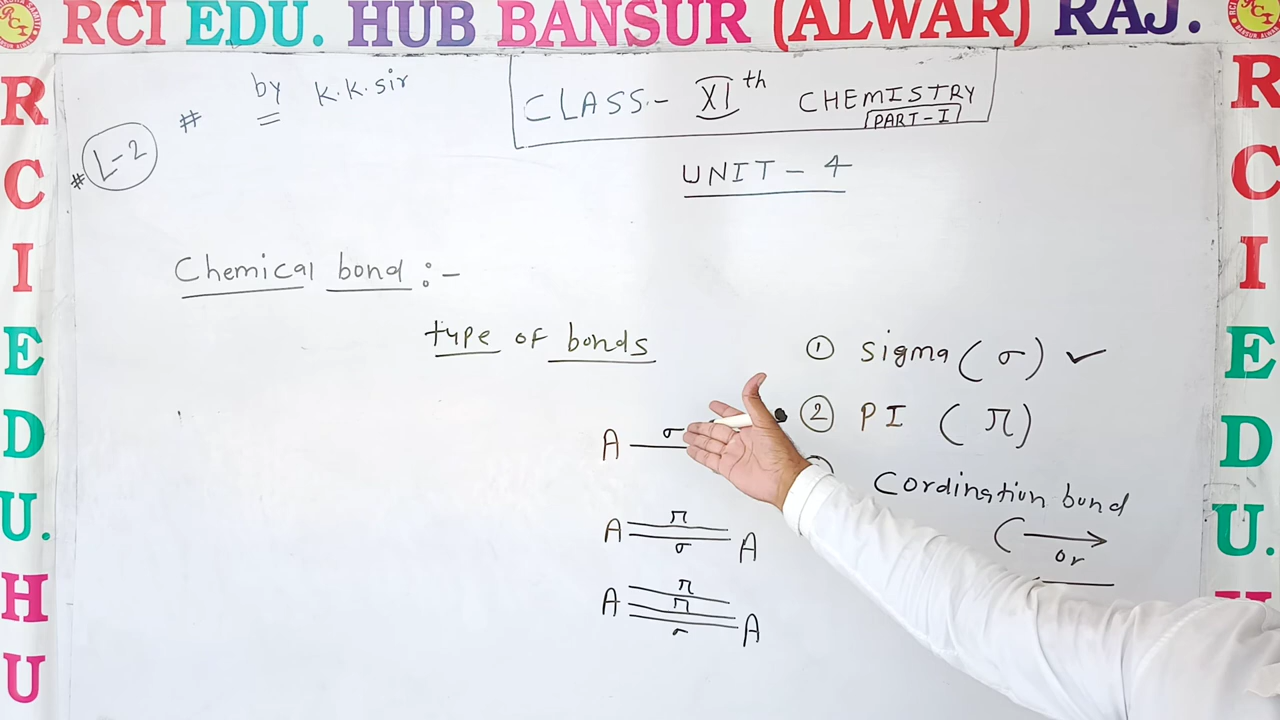 RCI EDU. HUB BANSUR (ALWAR) RAJ.
# by K.K.sir
CLASS:- XIth CHEMISTRY
PART-I
# L-2
UNIT - 4
Chemical bond :-
type of bonds
① sigma ( σ ) ✓
② PI ( π )
Cordination bond
or
A σ
A π σ A
A π π σ A
R
C
I
E
D
U.
H
U
R
C
I
E
D
U.